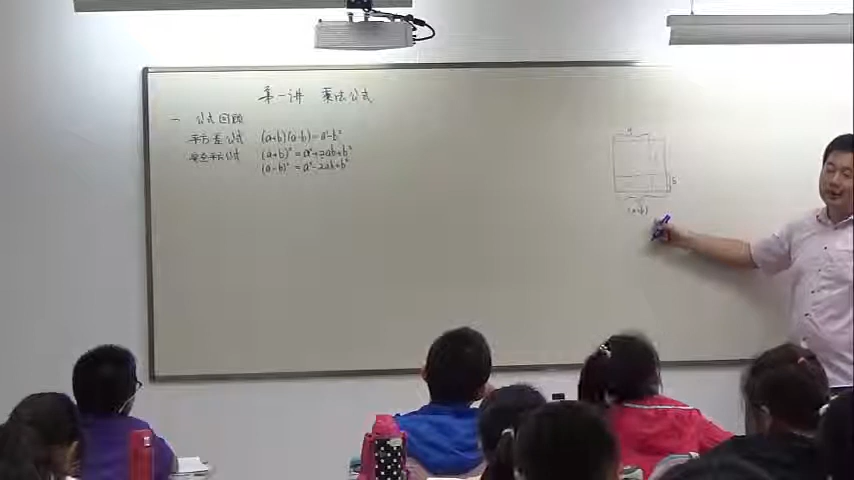 第一讲 乘法公式
一 公式回顾
平方差公式 (a+b)(a-b)=a²-b²
完全平方公式 (a+b)²=a²+2ab+b²
(a-b)²=a²-2ab+b²
a
b
(a-b)